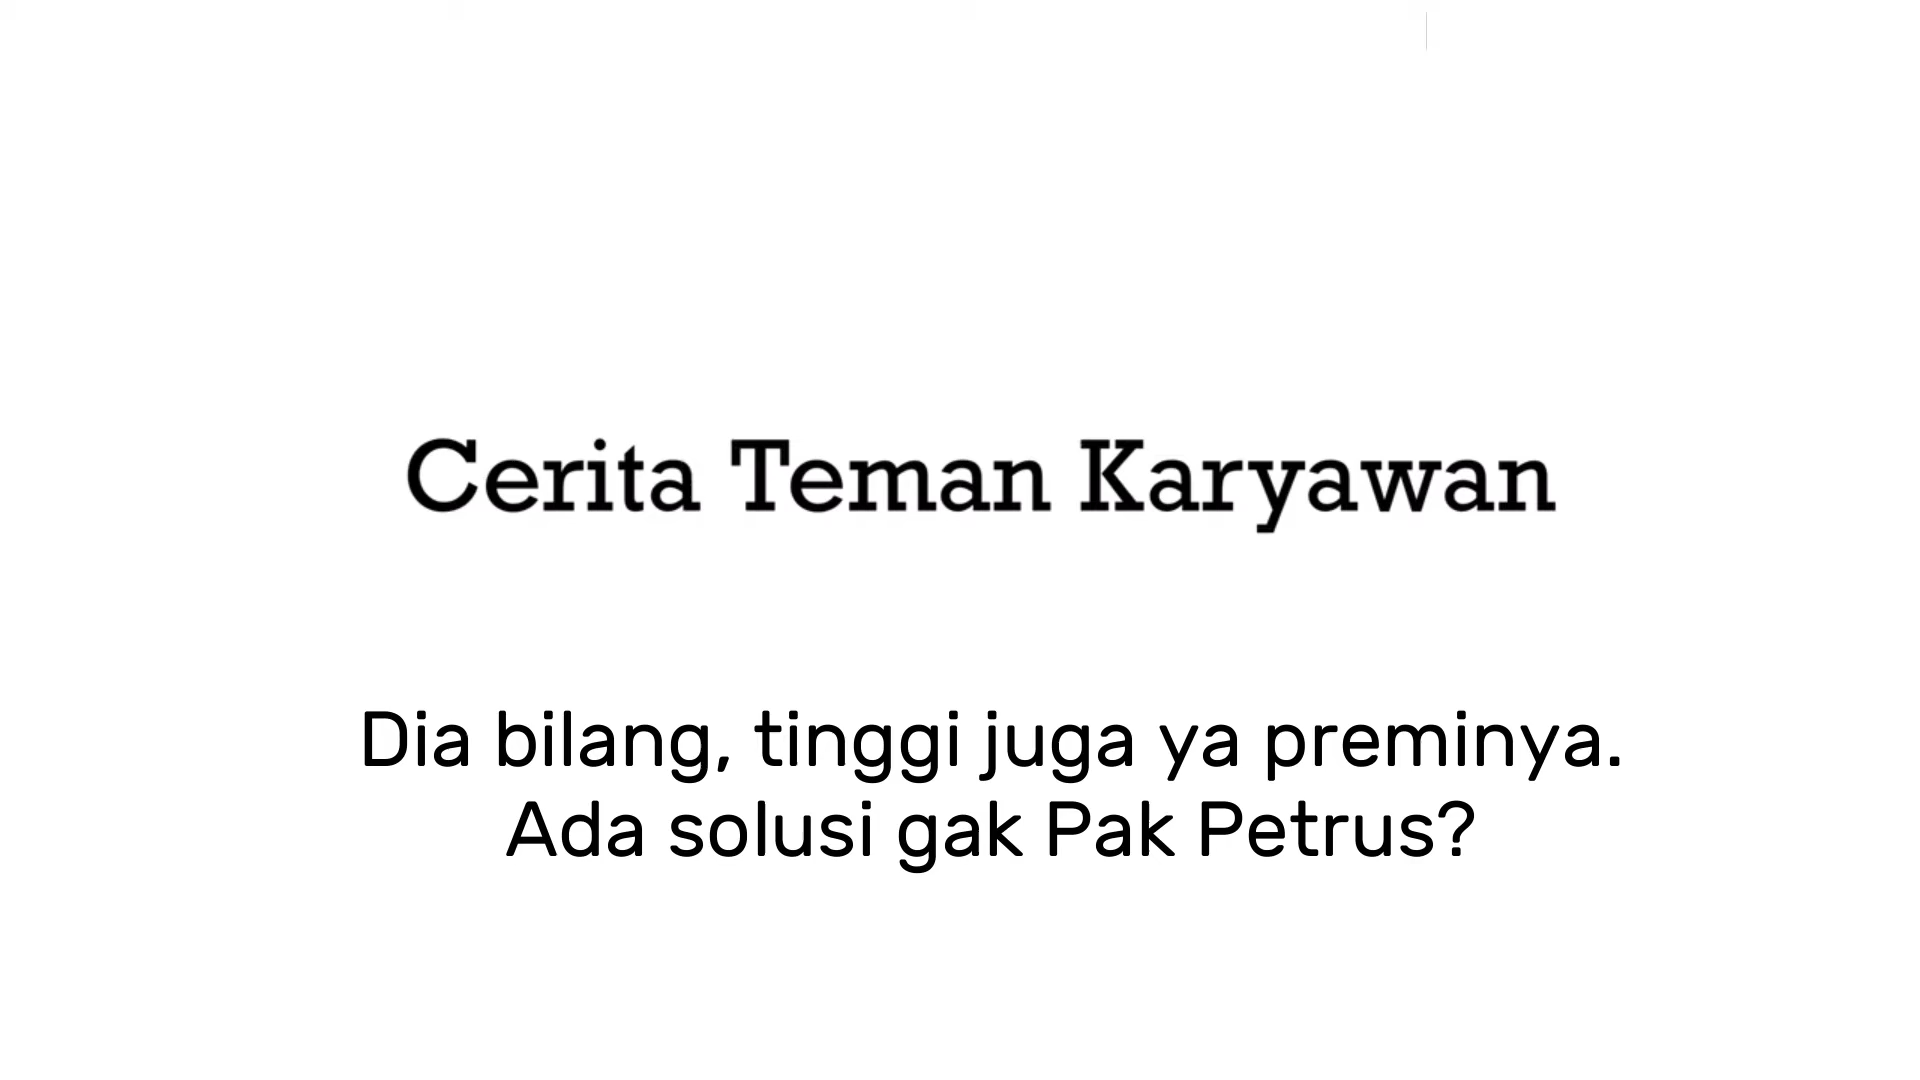 Cerita Teman Karyawan
Dia bilang, tinggi juga ya preminya.
Ada solusi gak Pak Petrus?